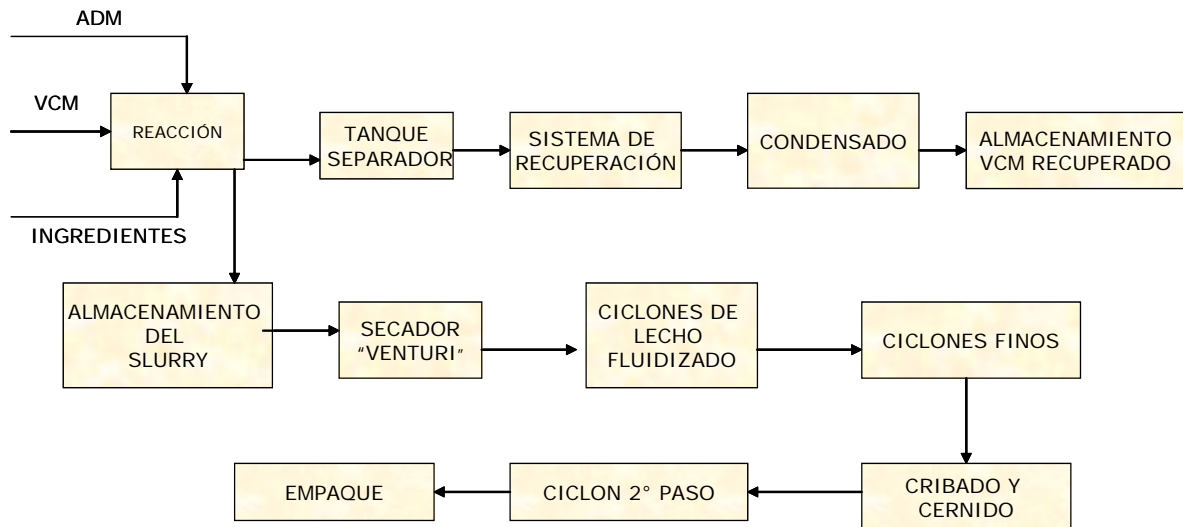 ADM
VCM
REACCIÓN
INGREDIENTES
TANQUE
SEPARADOR
SISTEMA DE
RECUPERACIÓN
CONDENSADO
ALMACENAMIENTO
VCM RECUPERADO
ALMACENAMIENTO
DEL
SLURRY
SECADOR
"VENTURI"
CICLONES DE
LECHO
FLUIDIZADO
CICLONES FINOS
EMPAQUE
CICLON 2° PASO
CRIBADO Y
CERNIDO